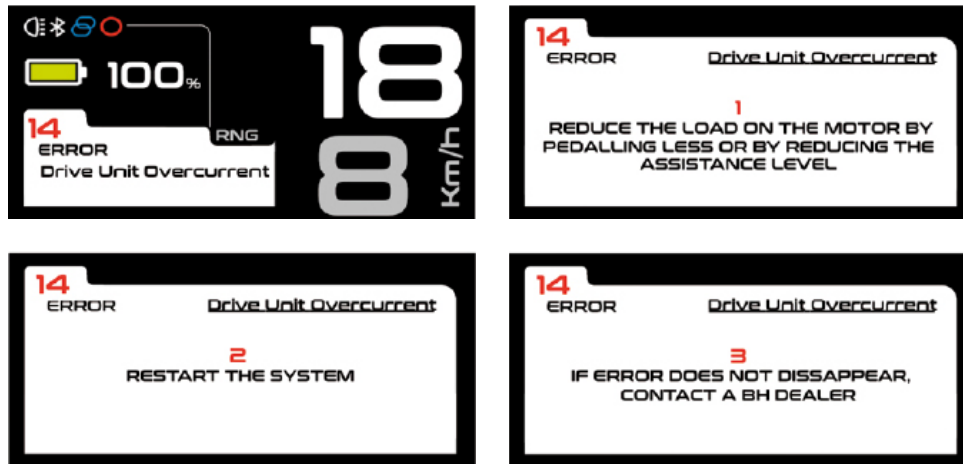 18
100%
14
RNG
ERROR
Drive Unit Overcurrent
8
Km/h
14
ERROR
Drive Unit Overcurrent
1
REDUCE THE LOAD ON THE MOTOR BY
PEDALLING LESS OR BY REDUCING THE
ASSISTANCE LEVEL
14
ERROR
Drive Unit Overcurrent
2
RESTART THE SYSTEM
14
ERROR
Drive Unit Overcurrent
3
IF ERROR DOES NOT DISSAPPEAR,
CONTACT A BH DEALER